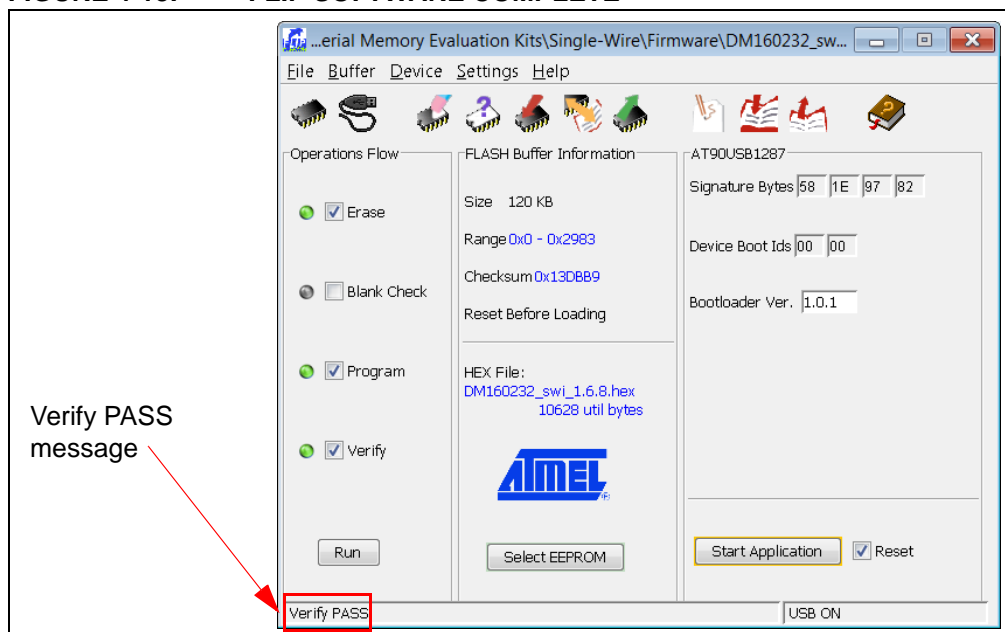 ...erial Memory Evaluation Kits\Single-Wire\Firmware\DM160232_sw...
File Buffer Device Settings Help
Operations Flow
Erase
Blank Check
Program
Verify
Run
FLASH Buffer Information
Size 120 KB
Range 0x0 - 0x2983
Checksum 0x13DBB9
Reset Before Loading
HEX File:
DM160232_swi_1.6.8.hex
10628 util bytes
ATMEL®
Select EEPROM
AT90USB1287
Signature Bytes 58 1E 97 82
Device Boot Ids 00 00
Bootloader Ver. 1.0.1
Start Application Reset
Verify PASS
message
Verify PASS
USB ON